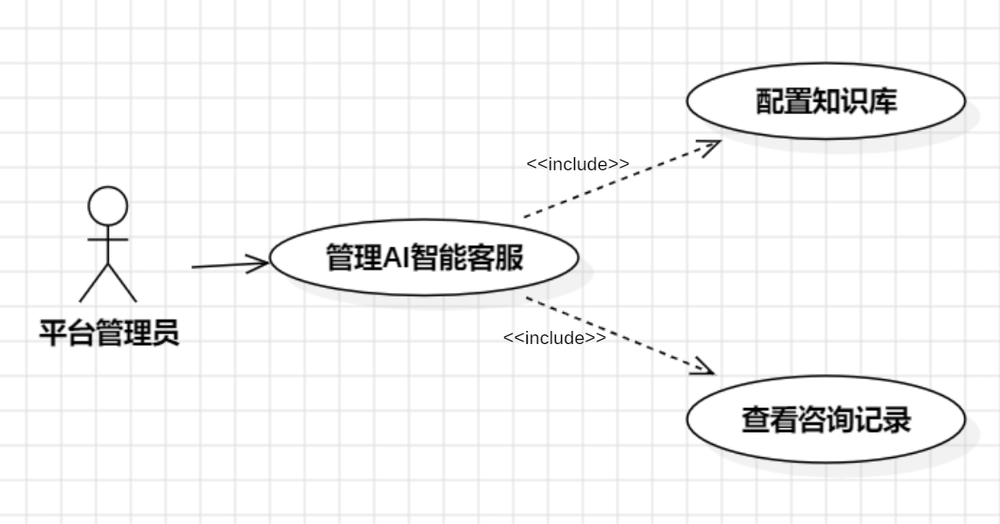 配置知识库
<<include>>
管理AI智能客服
平台管理员
<<include>>
查看咨询记录